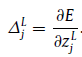 Δ_j^L = ∂E / ∂z_j^L.